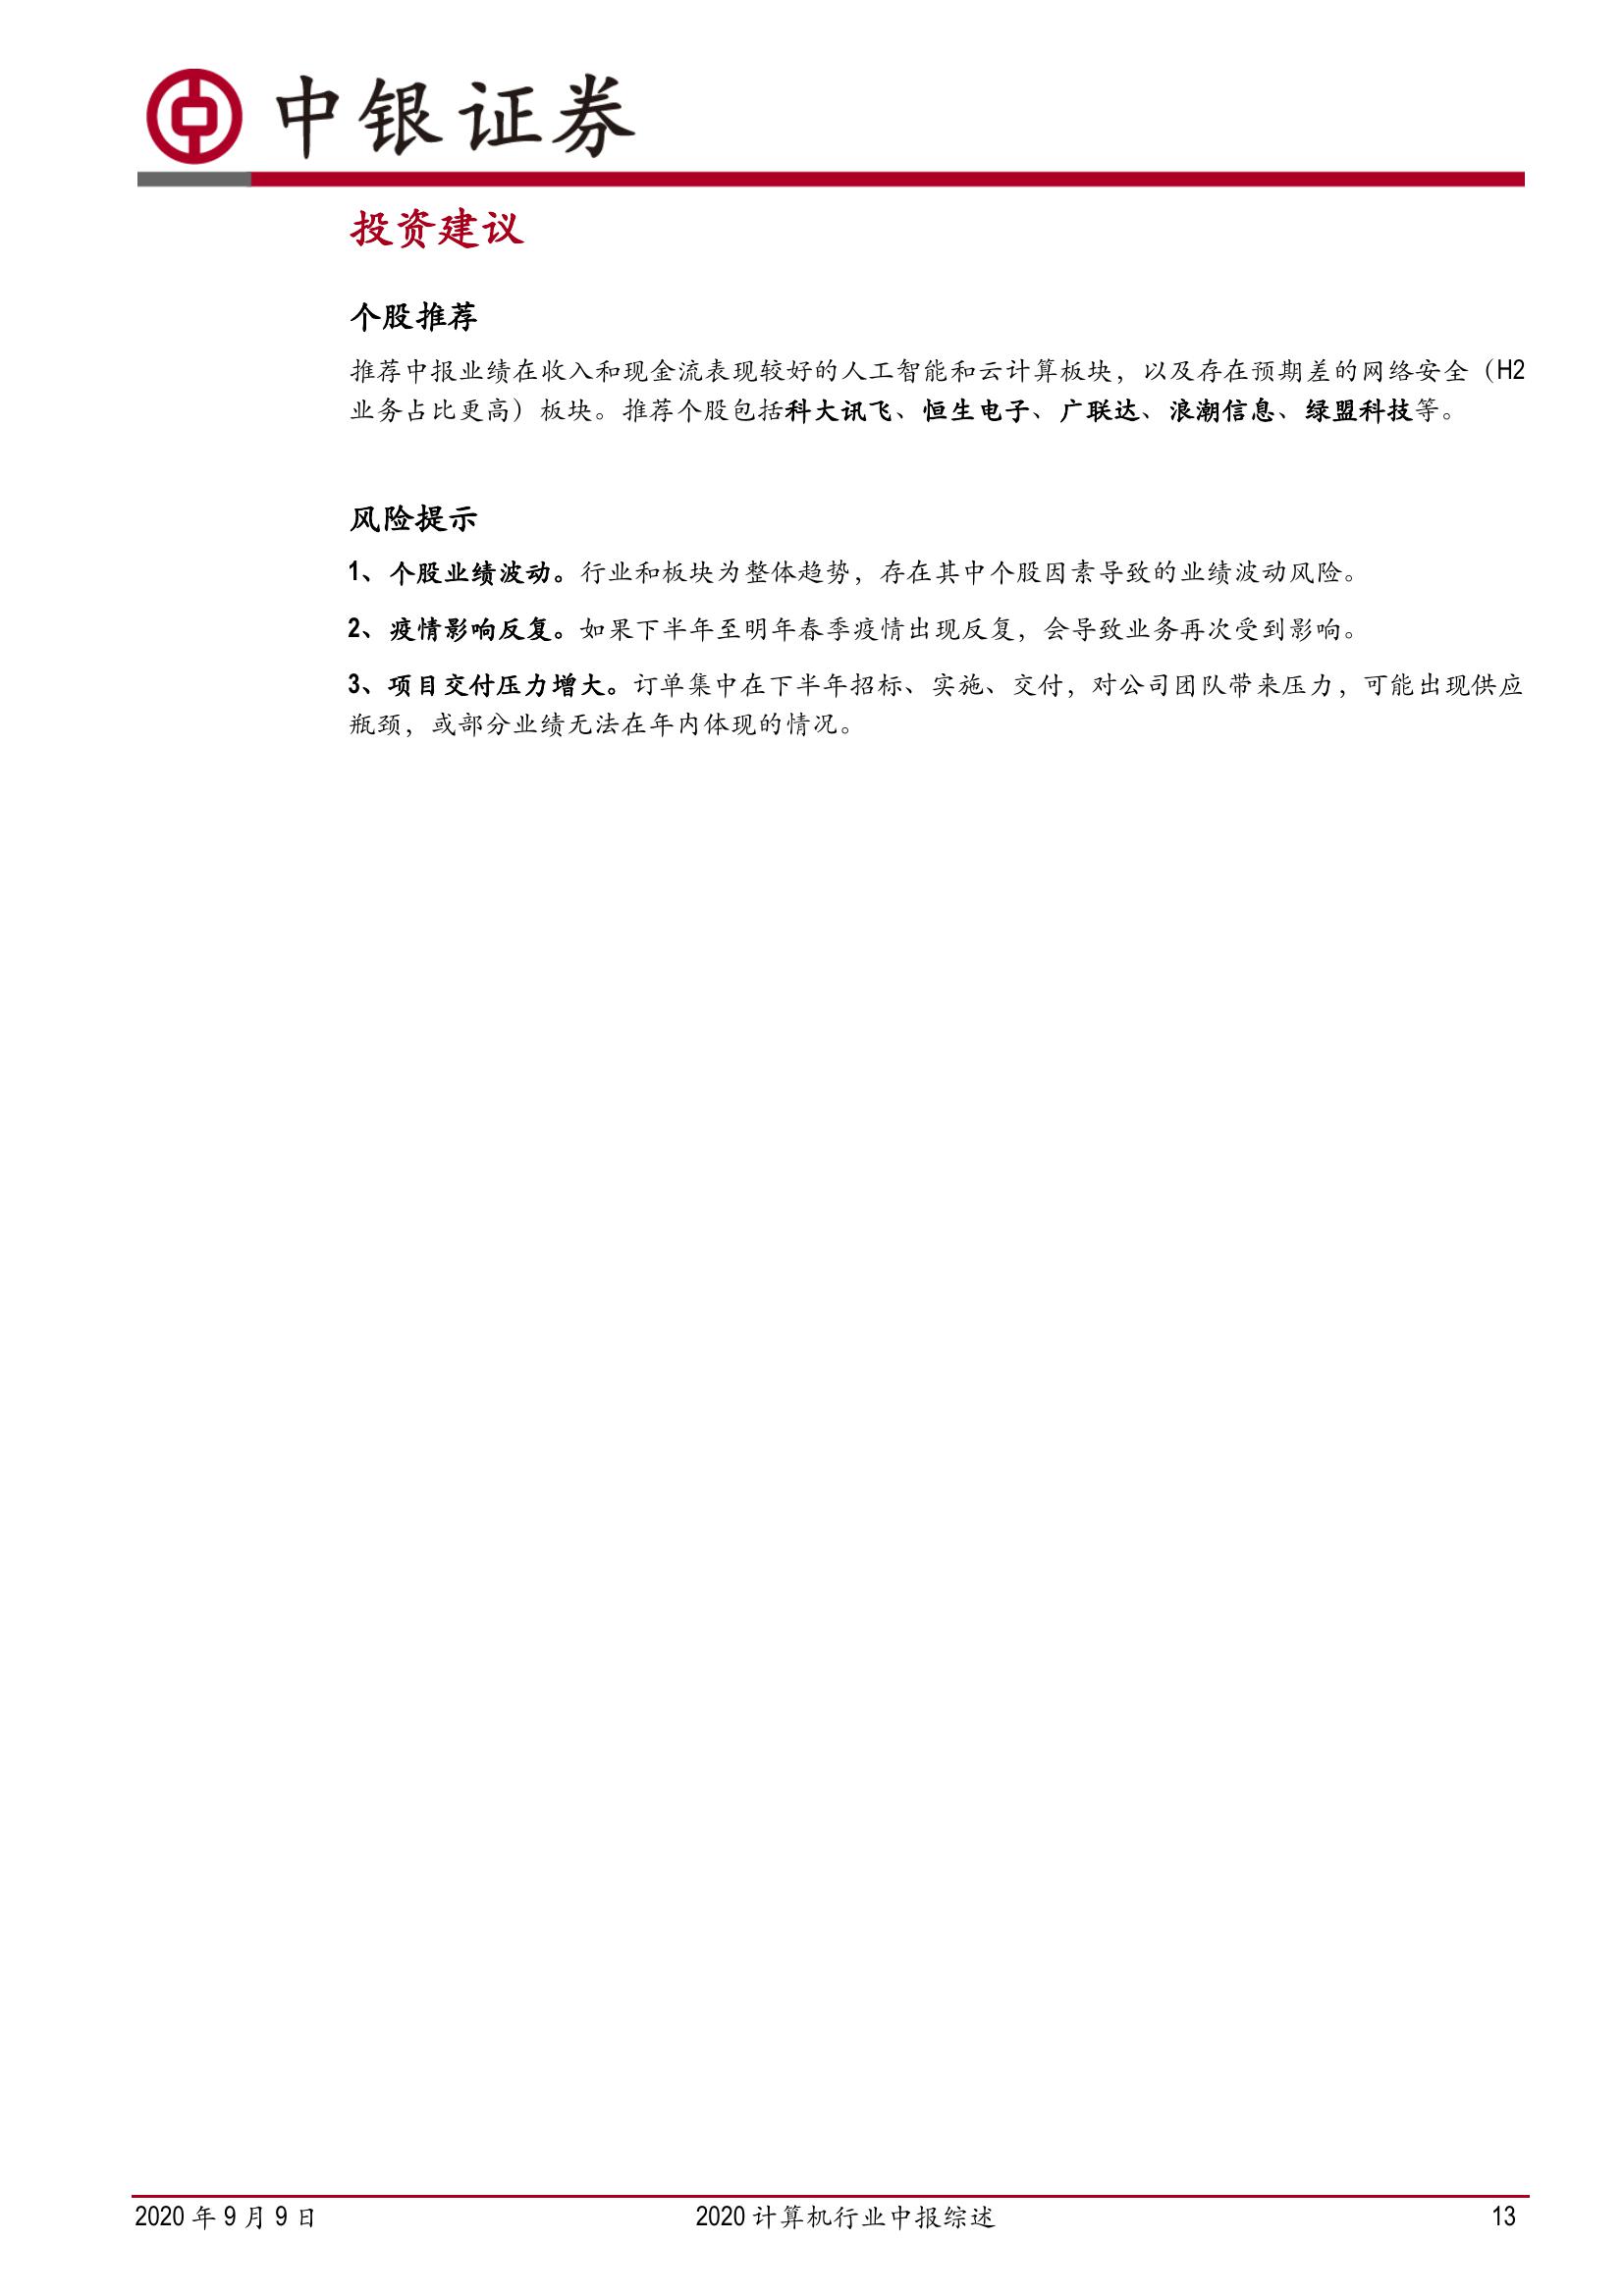 中银证券
投资建议
个股推荐
推荐中报业绩在收入和现金流表现较好的人工智能和云计算板块，以及存在预期差的网络安全（H2
业务占比更高）板块。推荐个股包括科大讯飞、恒生电子、广联达、浪潮信息、绿盟科技等。
风险提示
1、个股业绩波动。行业和板块为整体趋势，存在其中个股因素导致的业绩波动风险。
2、疫情影响反复。如果下半年至明年春季疫情出现反复，会导致业务再次受到影响。
3、项目交付压力增大。订单集中在下半年招标、实施、交付，对公司团队带来压力，可能出现供应
瓶颈，或部分业绩无法在年内体现的情况。
2020 年 9 月 9 日 2020 计算机行业中报综述 13